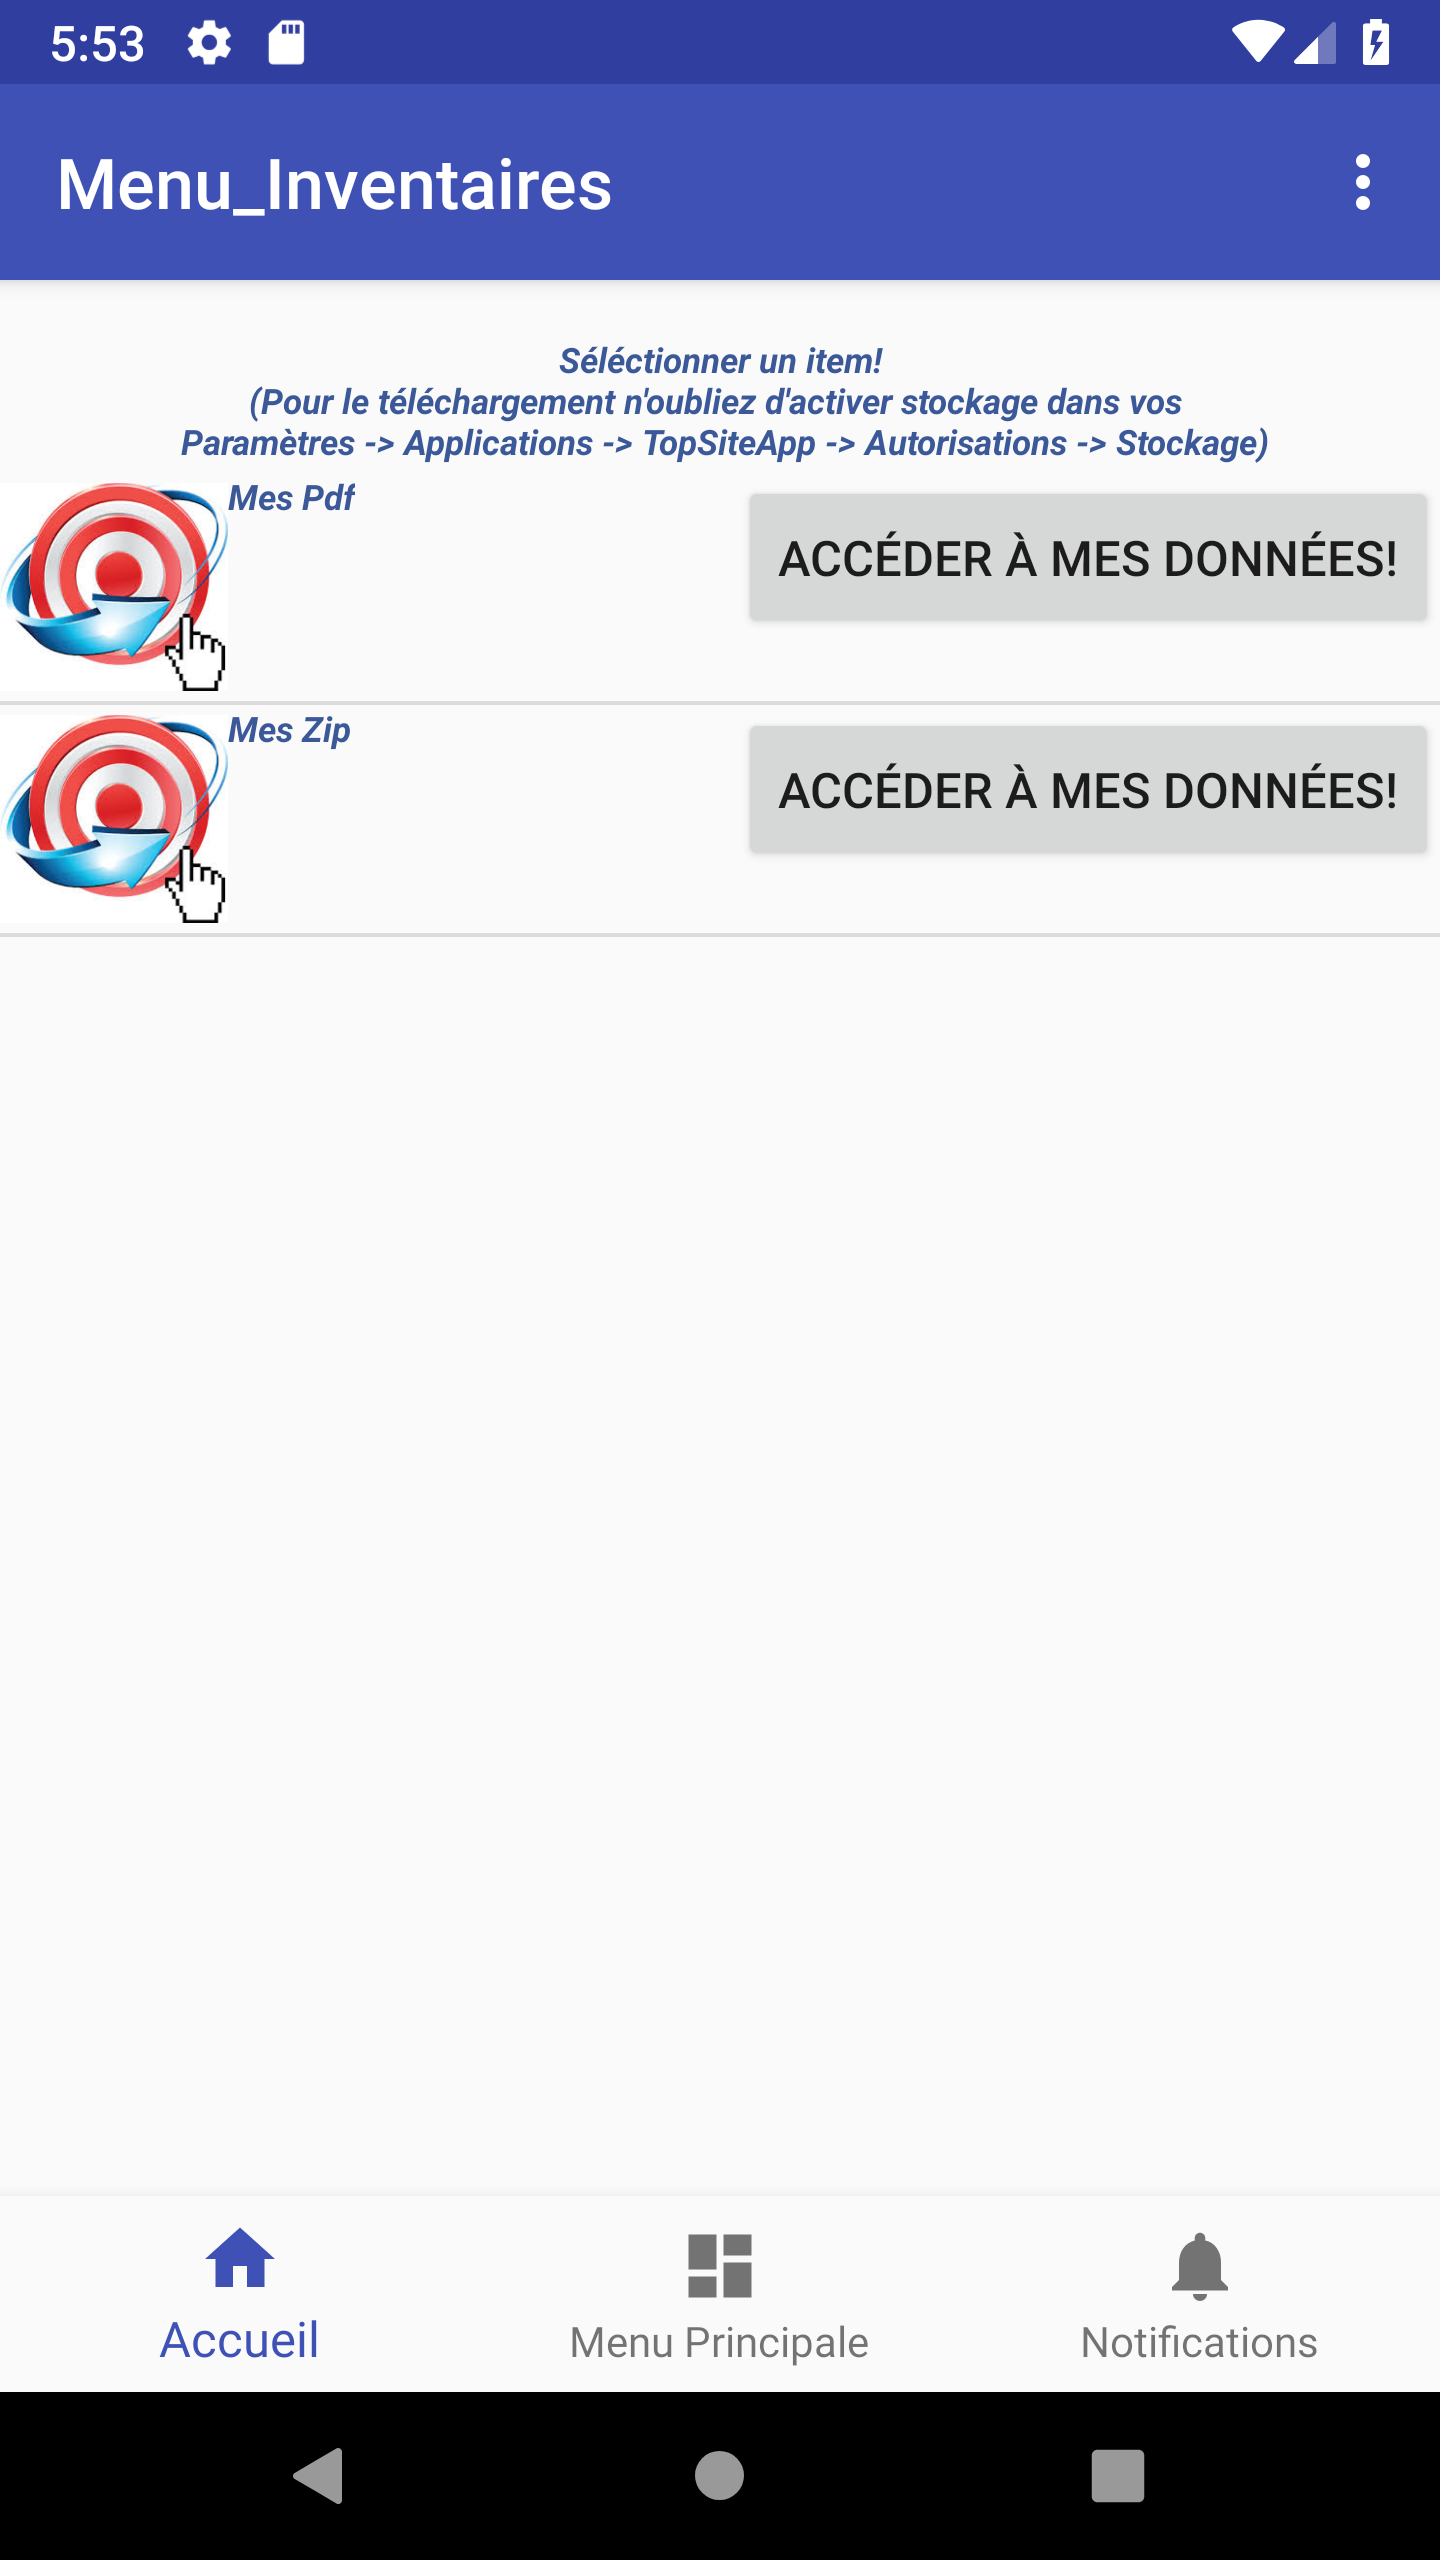 5:53
Menu_Inventaires
Séléctionner un item!
(Pour le téléchargement n'oubliez d'activer stockage dans vos
Paramètres -> Applications -> TopSiteApp -> Autorisations -> Stockage)
Mes Pdf
ACCÉDER À MES DONNÉES!
Mes Zip
ACCÉDER À MES DONNÉES!
Accueil
Menu Principale
Notifications